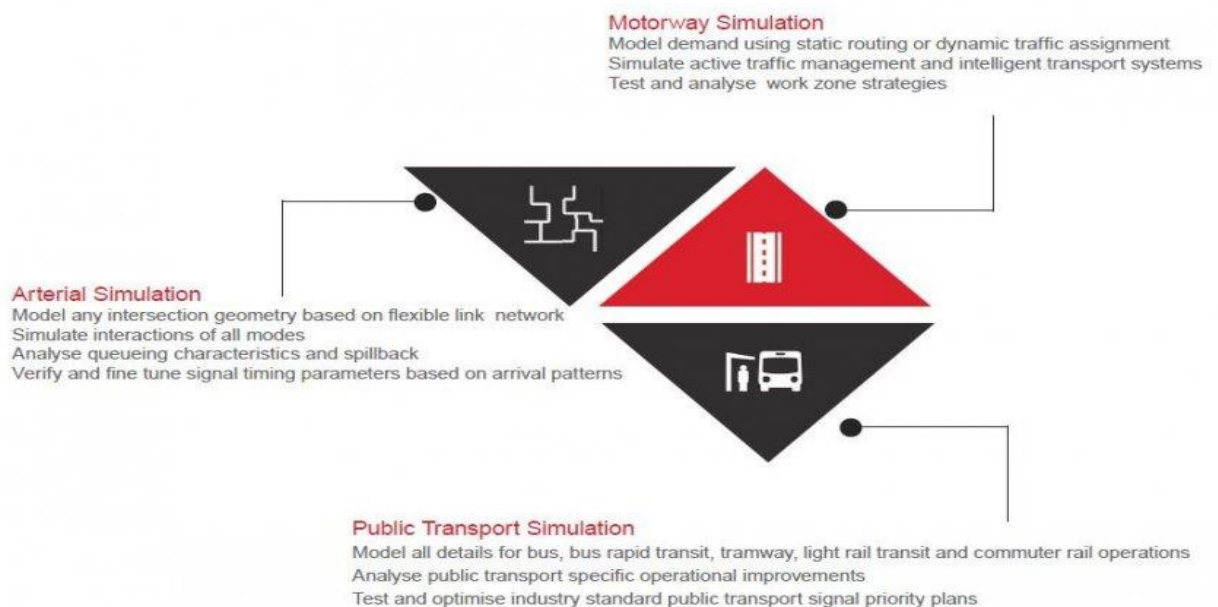 Motorway Simulation
Model demand using static routing or dynamic traffic assignment
Simulate active traffic management and intelligent transport systems
Test and analyse work zone strategies
Arterial Simulation
Model any intersection geometry based on flexible link network
Simulate interactions of all modes
Analyse queueing characteristics and spillback
Verify and fine tune signal timing parameters based on arrival patterns
Public Transport Simulation
Model all details for bus, bus rapid transit, tramway, light rail transit and commuter rail operations
Analyse public transport specific operational improvements
Test and optimise industry standard public transport signal priority plans